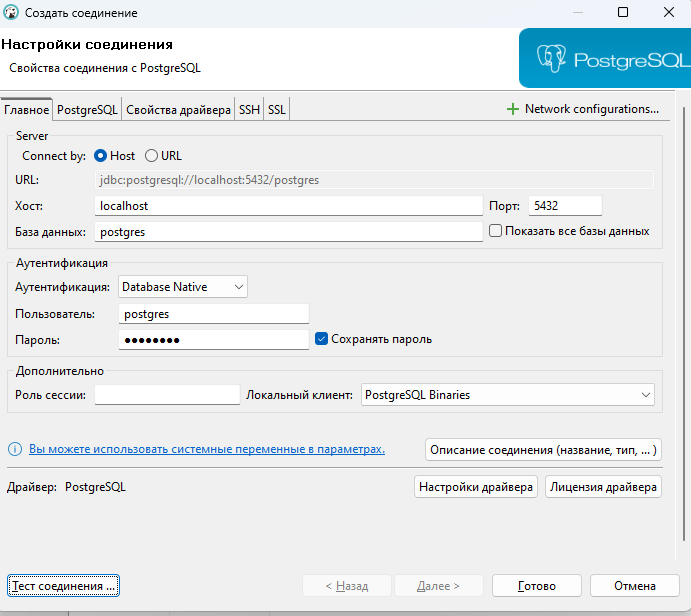 Создать соединение
Настройки соединения
Свойства соединения с PostgreSQL
PostgreSQL
Главное PostgreSQL Свойства драйвера SSH SSL Network configurations...
Server
Connect by: Host URL
URL: jdbc:postgresql://localhost:5432/postgres
Хост: localhost Порт: 5432
База данных: postgres Показать все базы данных
Аутентификация
Аутентификация: Database Native
Пользователь: postgres
Пароль: ●●●●●●●● Сохранять пароль
Дополнительно
Роль сессии: Локальный клиент: PostgreSQL Binaries
Вы можете использовать системные переменные в параметрах. Описание соединения (название, тип, ... )
Драйвер: PostgreSQL Настройки драйвера Лицензия драйвера
Тест соединения ... < Назад Далее > Готово Отмена